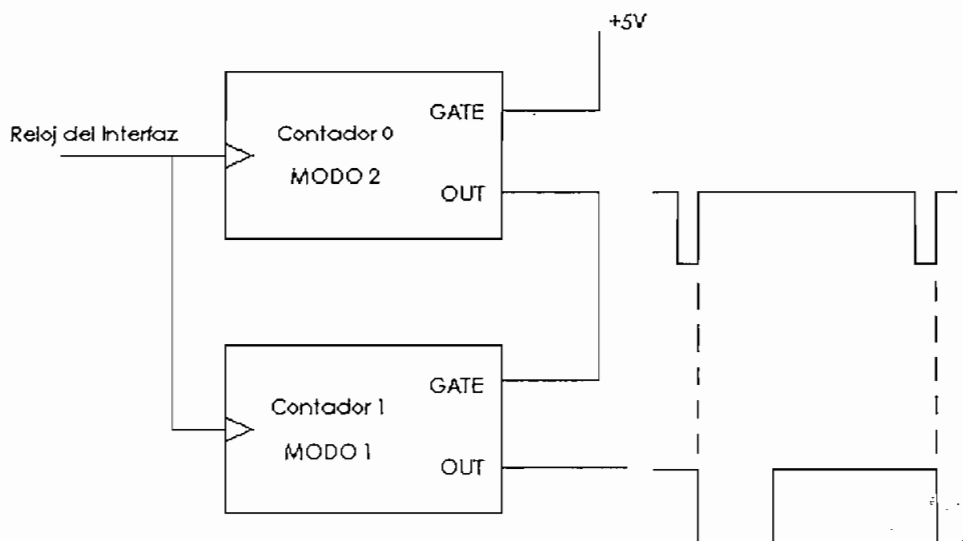 +5V
GATE
Reloj del Interfaz
Contador 0
MODO 2
OUT
GATE
Contador 1
MODO 1
OUT